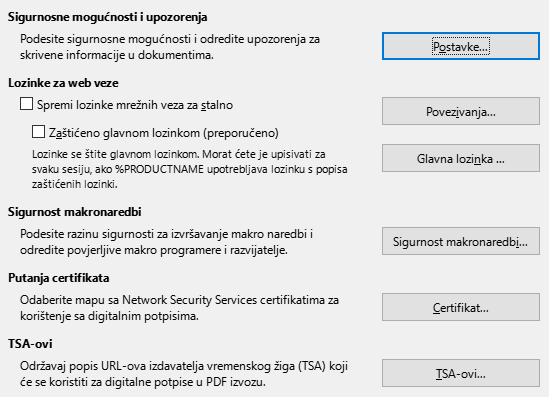 Sigurnosne mogućnosti i upozorenja
Podesite sigurnosne mogućnosti i odredite upozorenja za
skrivene informacije u dokumentima.
Postavke...
Lozinke za web veze
Spremi lozinke mrežnih veza za stalno
Povezivanja...
Zaštićeno glavnom lozinkom (preporučeno)
Lozinke se štite glavnom lozinkom. Morat ćete je upisivati za
svaku sesiju, ako %PRODUCTNAME upotrebljava lozinku s popisa
zaštićenih lozinki.
Glavna lozinka ...
Sigurnost makronaredbi
Podesite razinu sigurnosti za izvršavanje makro naredbi i
odredite povjerljive makro programere i razvijatelje.
Sigurnost makronaredbi...
Putanja certifikata
Odaberite mapu sa Network Security Services certifikatima za
korištenje sa digitalnim potpisima.
Certifikat...
TSA-ovi
Održavaj popis URL-ova izdavatelja vremenskog žiga (TSA) koji
će se koristiti za digitalne potpise u PDF izvozu.
TSA-ovi...